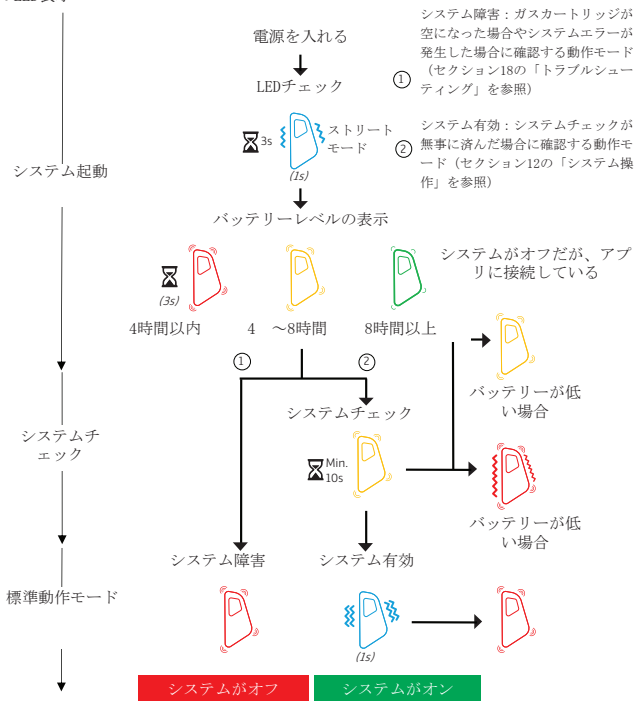 電源を入れる
LEDチェック
3s
ストリート
モード
(1s)
システム障害：ガスカートリッジが
空になった場合やシステムエラーが
発生した場合に確認する動作モード
（セクション18の「トラブルシュー
ティング」を参照）
1
システム有効：システムチェックが
無事に済んだ場合に確認する動作モ
ード（セクション12の「システム操
作」を参照）
2
システム起動
バッテリーレベルの表示
(3s)
4時間以内
4　～8時間
8時間以上
システムがオフだが、アプ
リに接続している
バッテリーが低
い場合
1
2
システムチ
ェック
システムチェック
Min.
10s
バッテリーが低
い場合
標準動作モード
システム障害
システム有効
(1s)
システムがオフ
システムがオン